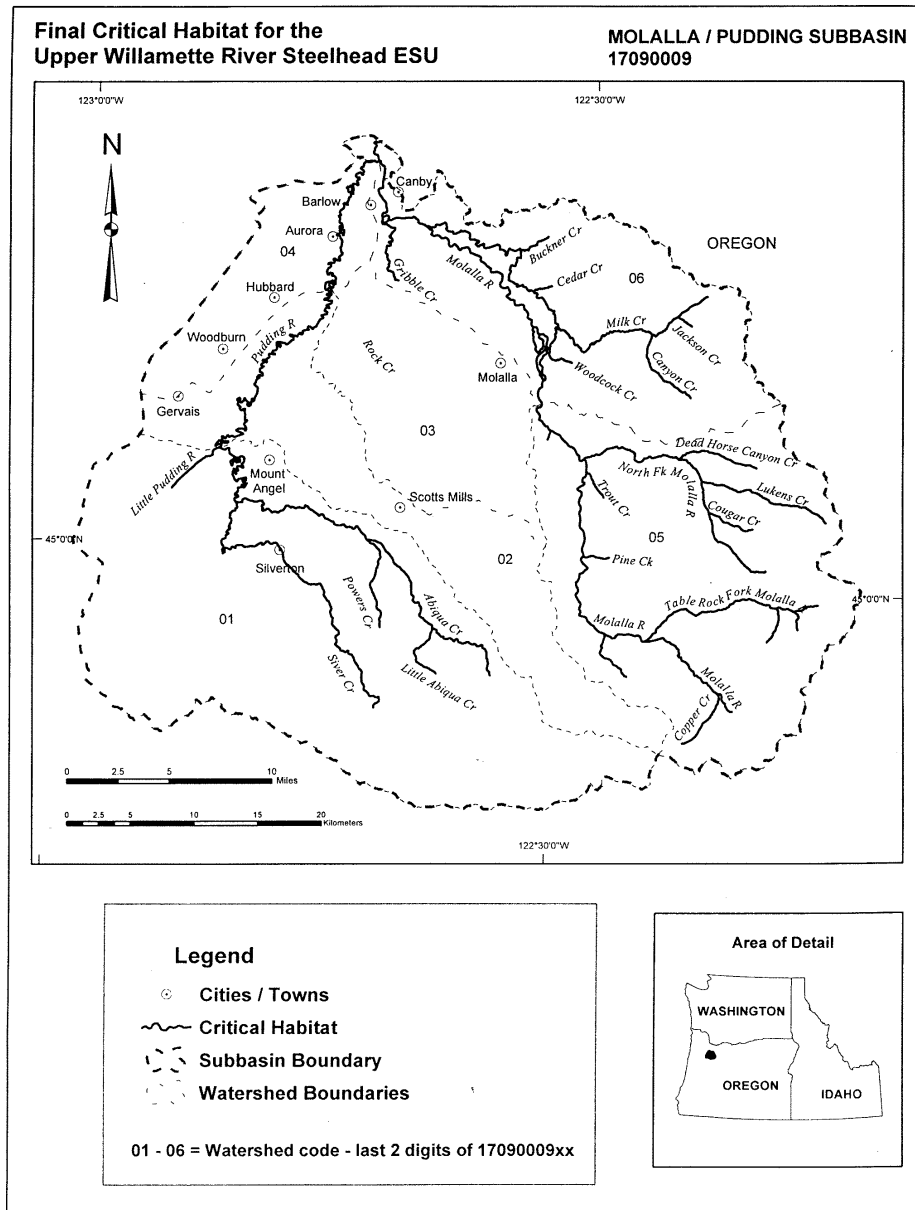 Final Critical Habitat for the
Upper Willamette River Steelhead ESU
MOLALLA / PUDDING SUBBASIN
17090009
123°0'0"W
122°30'0"W
N
Canby
Barlow
Aurora
04
OREGON
Buckner Cr
Gribble Cr
Molalla R
Cedar Cr
06
Hubbard
Milk Cr
Jackson Cr
Pudding R
Woodburn
Rock Cr
Molalla
Woodcock Cr
Canyon Cr
Gervais
03
Dead Horse Canyon Cr
Little Pudding R
Mount
Angel
North Fk Molalla R
Lukens Cr
Trout Cr
Scotts Mills
Cougar Cr
45°0'0"N
05
Silverton
02
Pine Ck
Powers Cr
Table Rock Fork Molalla
45°0'0"N
01
Abiqua Cr
Molalla R
Siver Cr
Little Abiqua Cr
Molalla R
Copper Cr
0 2.5 5 10
Miles
0 2.5 5 10 15 20
Kilometers
122°30'0"W
Legend
Cities / Towns
Critical Habitat
Subbasin Boundary
Watershed Boundaries
01 - 06 = Watershed code - last 2 digits of 17090009xx
Area of Detail
WASHINGTON
OREGON
IDAHO